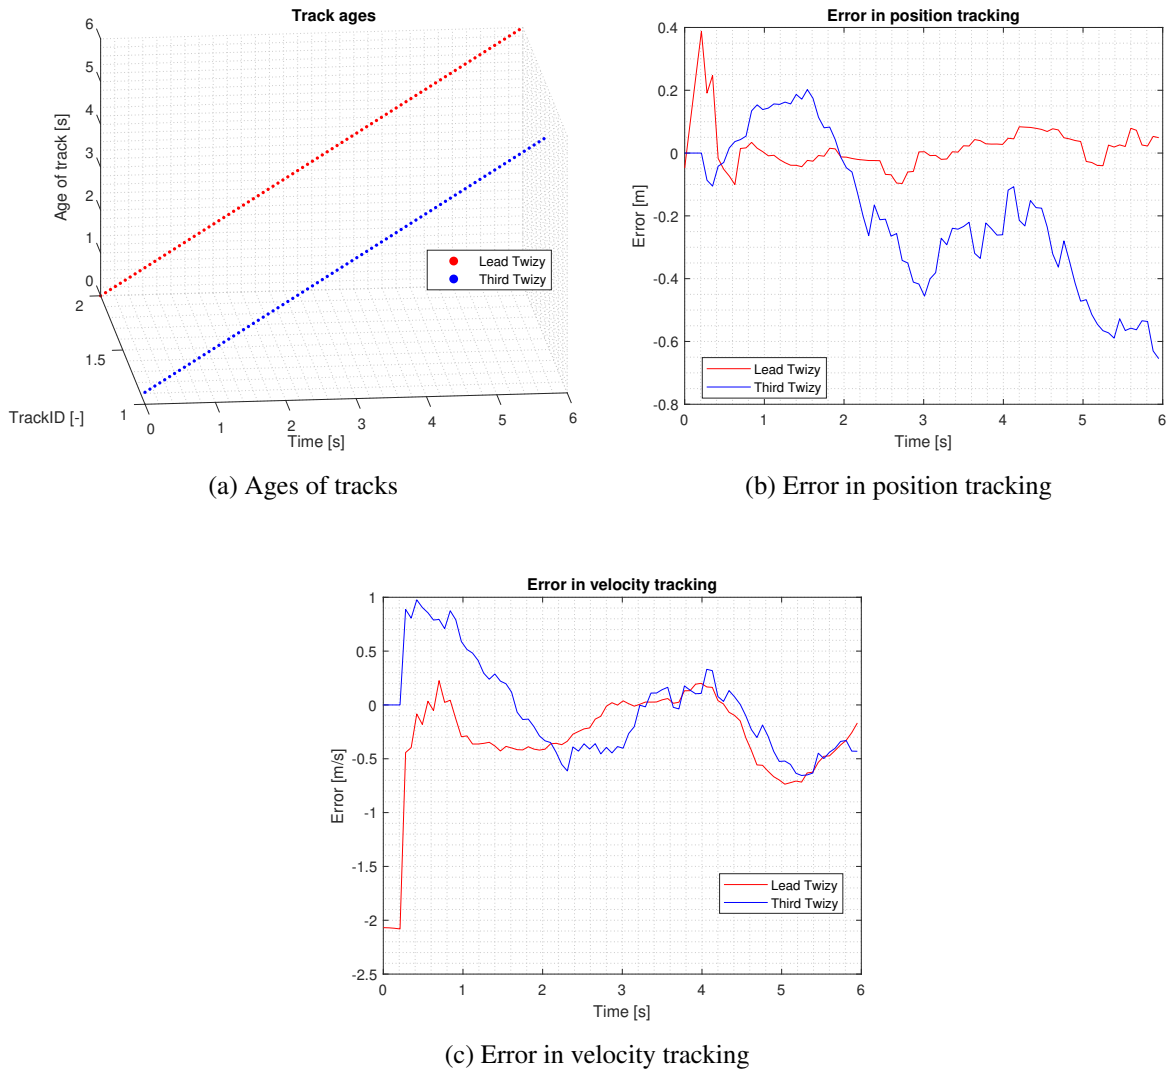 Track ages
6
5
4
3
2
1
0
Age of track [s]
2
1.5
1
TrackID [-]
0 1 2 3 4 5 6
Time [s]
Lead Twizy
Third Twizy
(a) Ages of tracks
Error in position tracking
0.4
0.2
0
-0.2
-0.4
-0.6
-0.8
Error [m]
0 1 2 3 4 5 6
Time [s]
Lead Twizy
Third Twizy
(b) Error in position tracking
Error in velocity tracking
1
0.5
0
-0.5
-1
-1.5
-2
-2.5
Error [m/s]
0 1 2 3 4 5 6
Time [s]
Lead Twizy
Third Twizy
(c) Error in velocity tracking